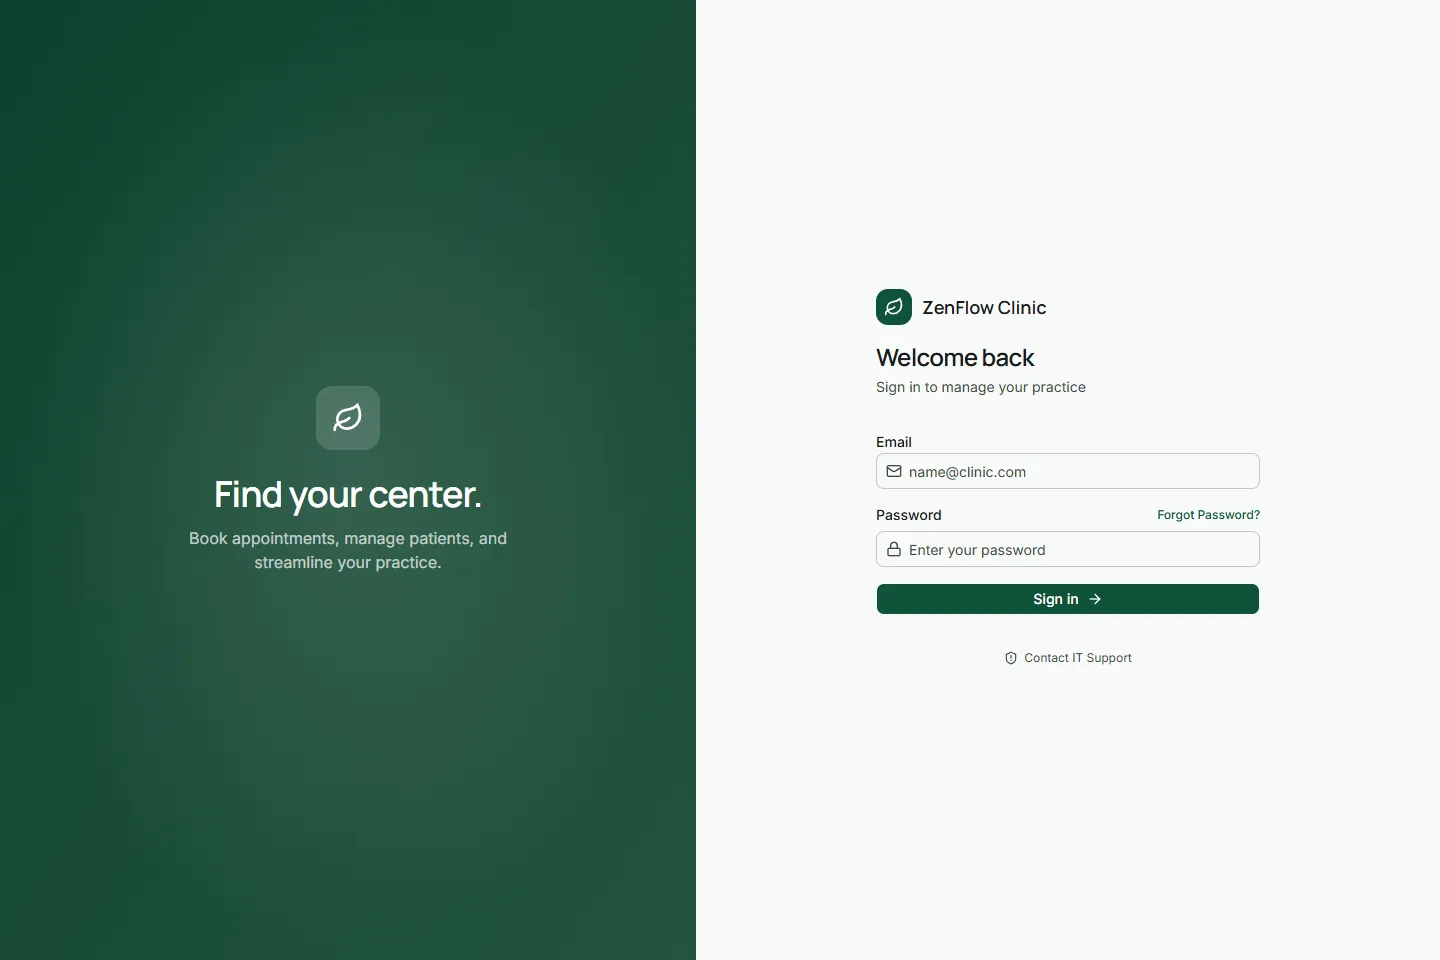 Find your center.
Book appointments, manage patients, and
streamline your practice.
ZenFlow Clinic
Welcome back
Sign in to manage your practice
Email
name@clinic.com
Password
Forgot Password?
Enter your password
Sign in
Contact IT Support